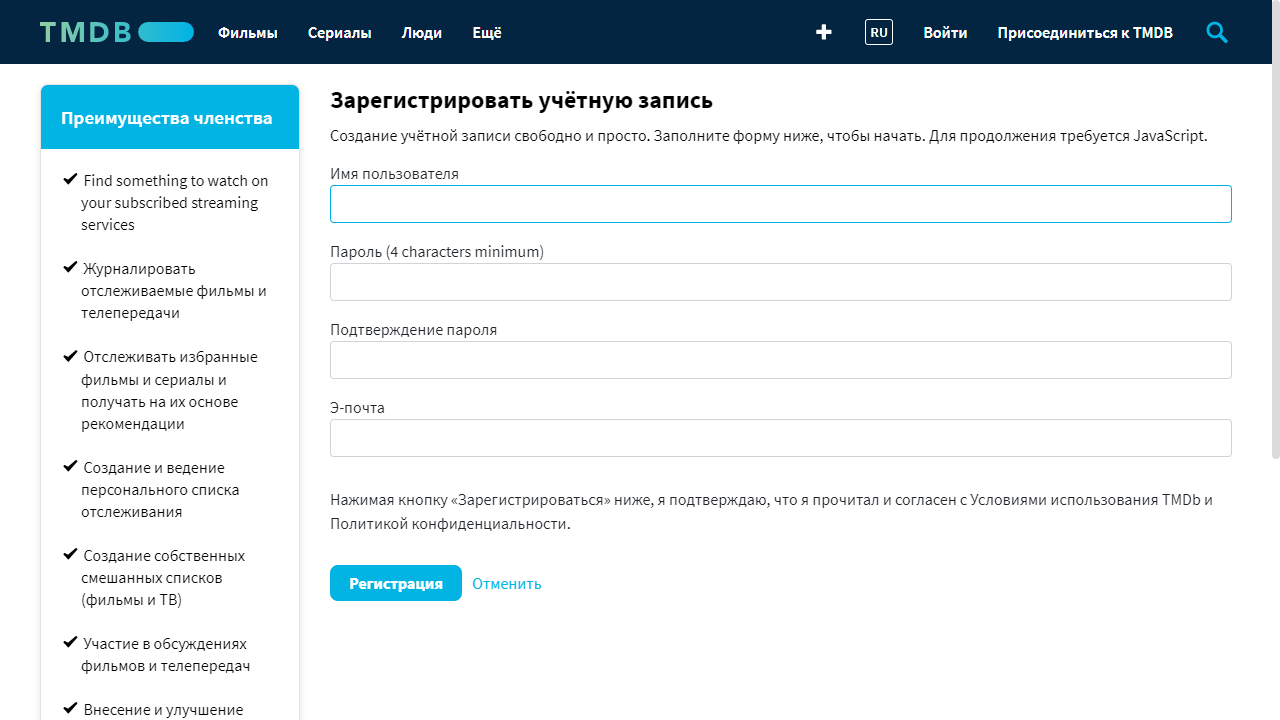 TMDB Фильмы Сериалы Люди Ещё RU Войти Присоединиться к TMDB
Преимущества членства
Find something to watch on
your subscribed streaming
services
Журналировать
отслеживаемые фильмы и
телепередачи
Отслеживать избранные
фильмы и сериалы и
получать на их основе
рекомендации
Создание и ведение
персонального списка
отслеживания
Создание собственных
смешанных списков
(фильмы и ТВ)
Участие в обсуждениях
фильмов и телепередач
Внесение и улучшение
Зарегистрировать учётную запись
Создание учётной записи свободно и просто. Заполните форму ниже, чтобы начать. Для продолжения требуется JavaScript.
Имя пользователя
Пароль (4 characters minimum)
Подтверждение пароля
Э-почта
Нажимая кнопку «Зарегистрироваться» ниже, я подтверждаю, что я прочитал и согласен с Условиями использования TMDb и
Политикой конфиденциальности.
Регистрация Отменить